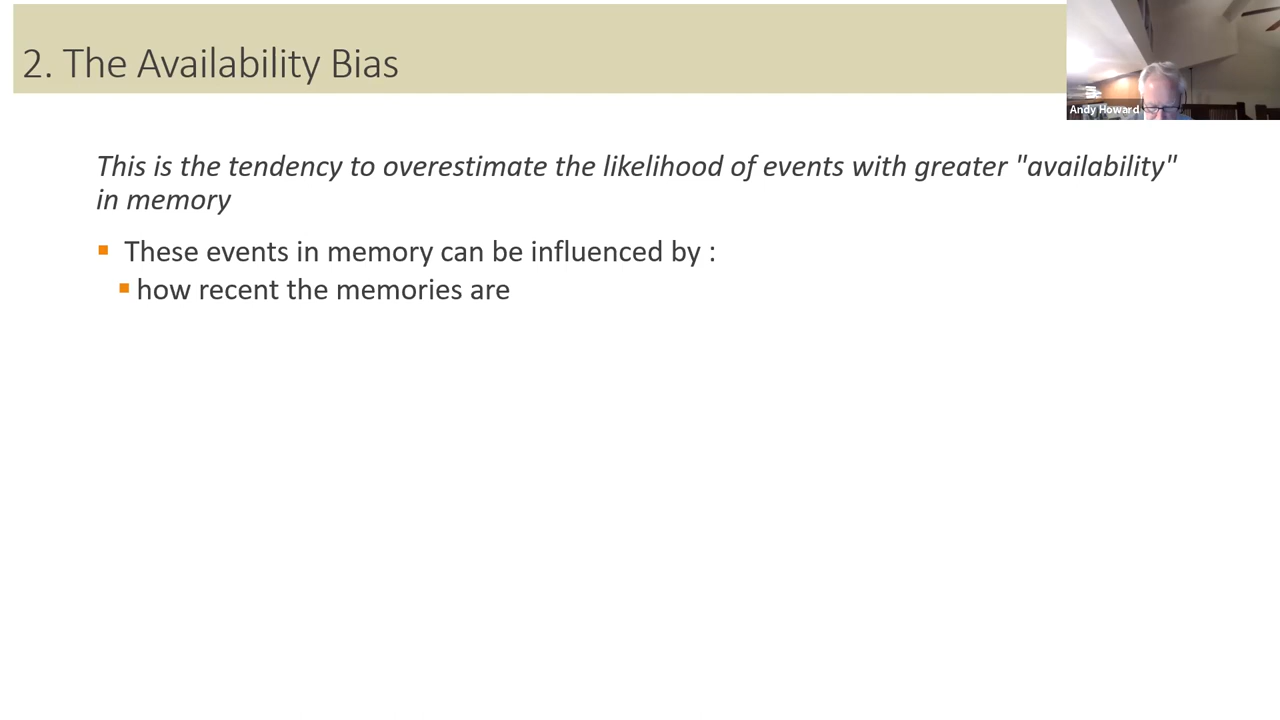 2. The Availability Bias
Andy Howard
This is the tendency to overestimate the likelihood of events with greater "availability"
in memory
These events in memory can be influenced by :
how recent the memories are